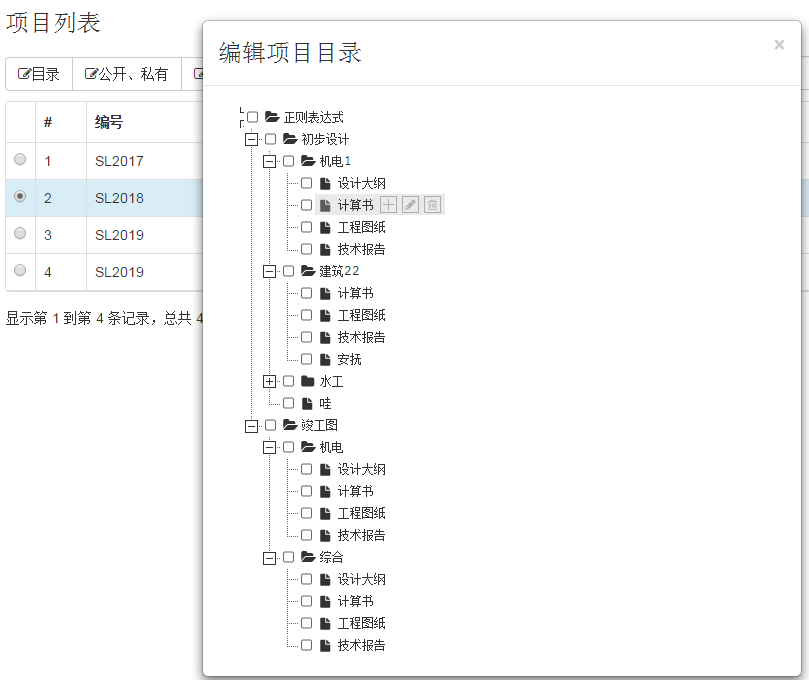 项目列表
目录 公开、私有
# 编号
1 SL2017
2 SL2018
3 SL2019
4 SL2019
显示第 1 到第 4 条记录，总共 4
编辑项目目录 ×
正则表达式
初步设计
机电1
设计大纲
计算书
工程图纸
技术报告
建筑22
计算书
工程图纸
技术报告
安抚
水工
哇
竣工图
机电
设计大纲
计算书
工程图纸
技术报告
综合
设计大纲
计算书
工程图纸
技术报告